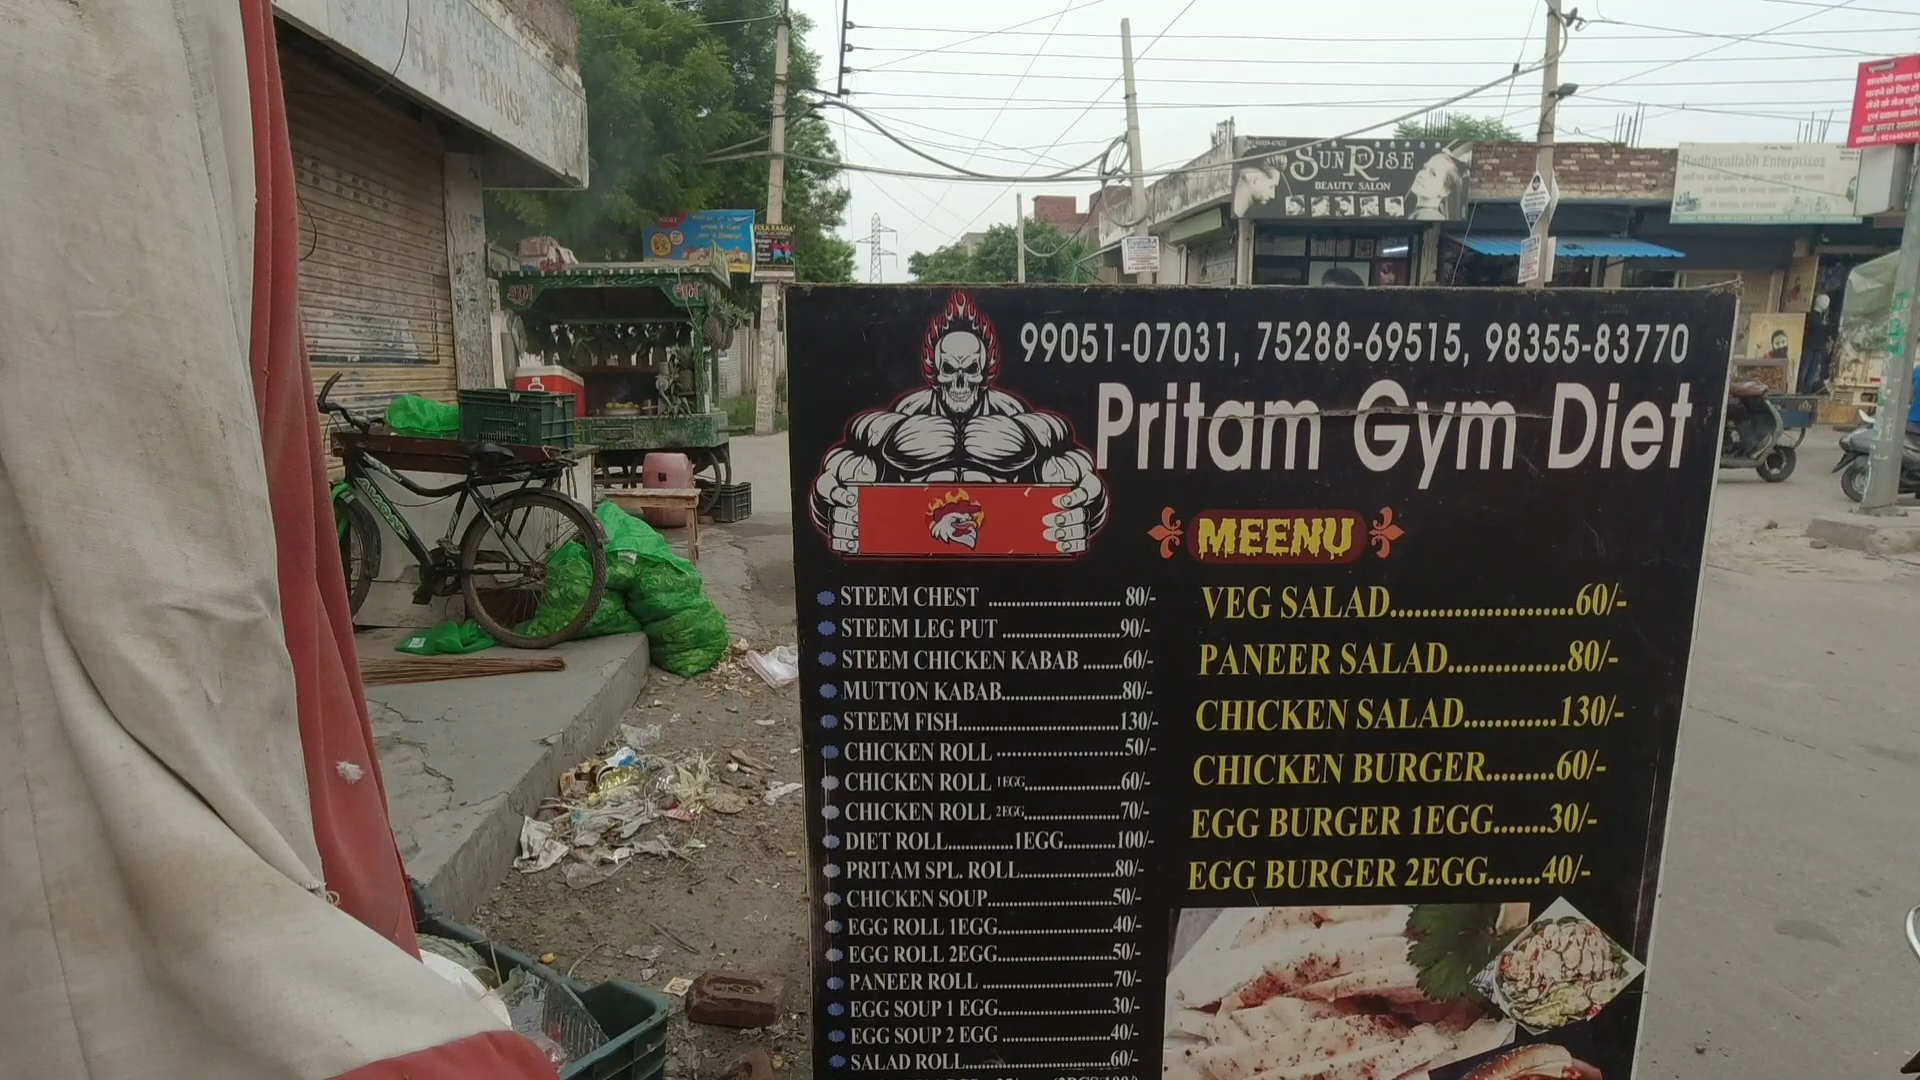 TRANS
SUNRISE
BEAUTY SALON
Radhavallabh Enterprises
FOLK RAAGA
AVON
99051-07031, 75288-69515, 98355-83770
Pritam Gym Diet
MEENU
STEEM CHEST ........................... 80/-
STEEM LEG PUT ........................90/-
STEEM CHICKEN KABAB ........60/-
MUTTON KABAB........................80/-
STEEM FISH................................130/-
CHICKEN ROLL ..........................50/-
CHICKEN ROLL 1EGG...................60/-
CHICKEN ROLL 2EGG...................70/-
DIET ROLL.............1EGG..........100/-
PRITAM SPL. ROLL...................80/-
CHICKEN SOUP.........................50/-
EGG ROLL 1EGG.......................40/-
EGG ROLL 2EGG.......................50/-
PANEER ROLL ..........................70/-
EGG SOUP 1 EGG.......................30/-
EGG SOUP 2 EGG ......................40/-
SALAD ROLL.............................60/-
VEG SALAD.......................60/-
PANEER SALAD...............80/-
CHICKEN SALAD............130/-
CHICKEN BURGER.........60/-
EGG BURGER 1EGG.......30/-
EGG BURGER 2EGG.......40/-